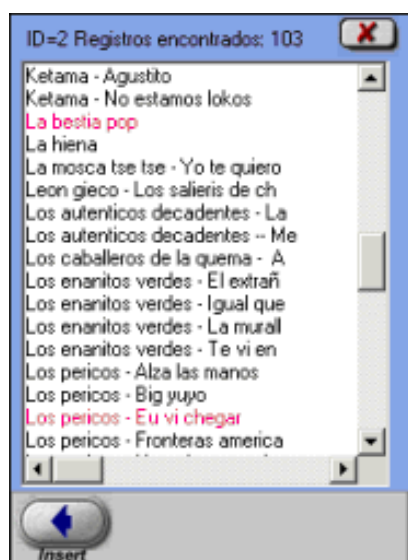 ID=2 Registros encontrados: 103
Ketama - Agustito
Ketama - No estamos lokos
La bestia pop
La hiena
La mosca tse tse - Yo te quiero
Leon gieco - Los salieris de ch
Los autenticos decadentes - La
Los autenticos decadentes -- Me
Los caballeros de la quema - A
Los enanitos verdes - El extrañ
Los enanitos verdes - Igual que
Los enanitos verdes - La murall
Los enanitos verdes - Te vi en
Los pericos - Alza las manos
Los pericos - Big yuyo
Los pericos - Eu vi chegar
Los pericos - Fronteras america
Insert